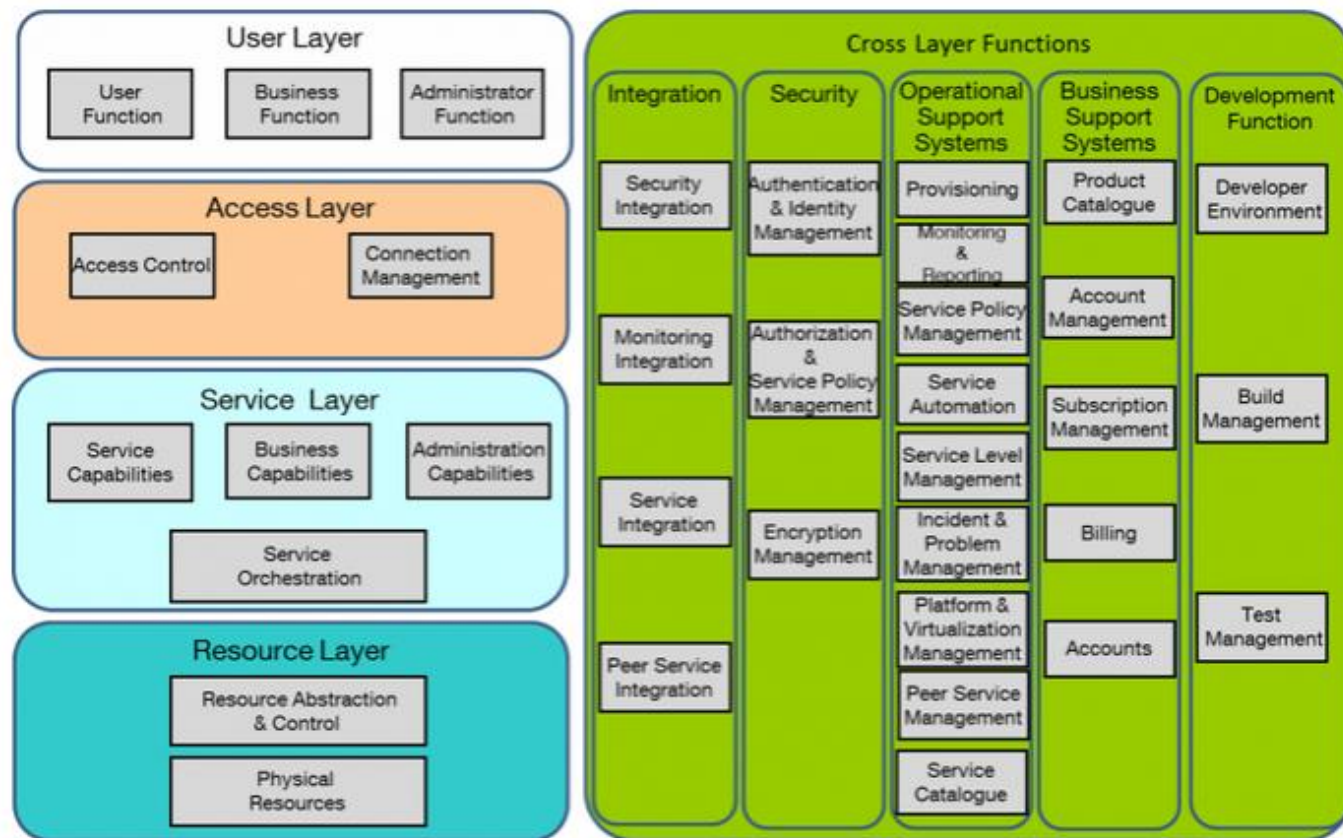 User Layer
User
Function
Business
Function
Administrator
Function
Access Layer
Access Control
Connection
Management
Service Layer
Service
Capabilities
Business
Capabilities
Administration
Capabilities
Service
Orchestration
Resource Layer
Resource Abstraction
& Control
Physical
Resources
Cross Layer Functions
Integration
Security
Integration
Monitoring
Integration
Service
Integration
Peer Service
Integration
Security
Authentication
& Identity
Management
Authorization
&
Service Policy
Management
Encryption
Management
Operational
Support
Systems
Provisioning
Monitoring
&
Reporting
Service Policy
Management
Service
Automation
Service Level
Management
Incident &
Problem
Management
Platform &
Virtualization
Management
Peer Service
Management
Service
Catalogue
Business
Support
Systems
Product
Catalogue
Account
Management
Subscription
Management
Billing
Accounts
Development
Function
Developer
Environment
Build
Management
Test
Management